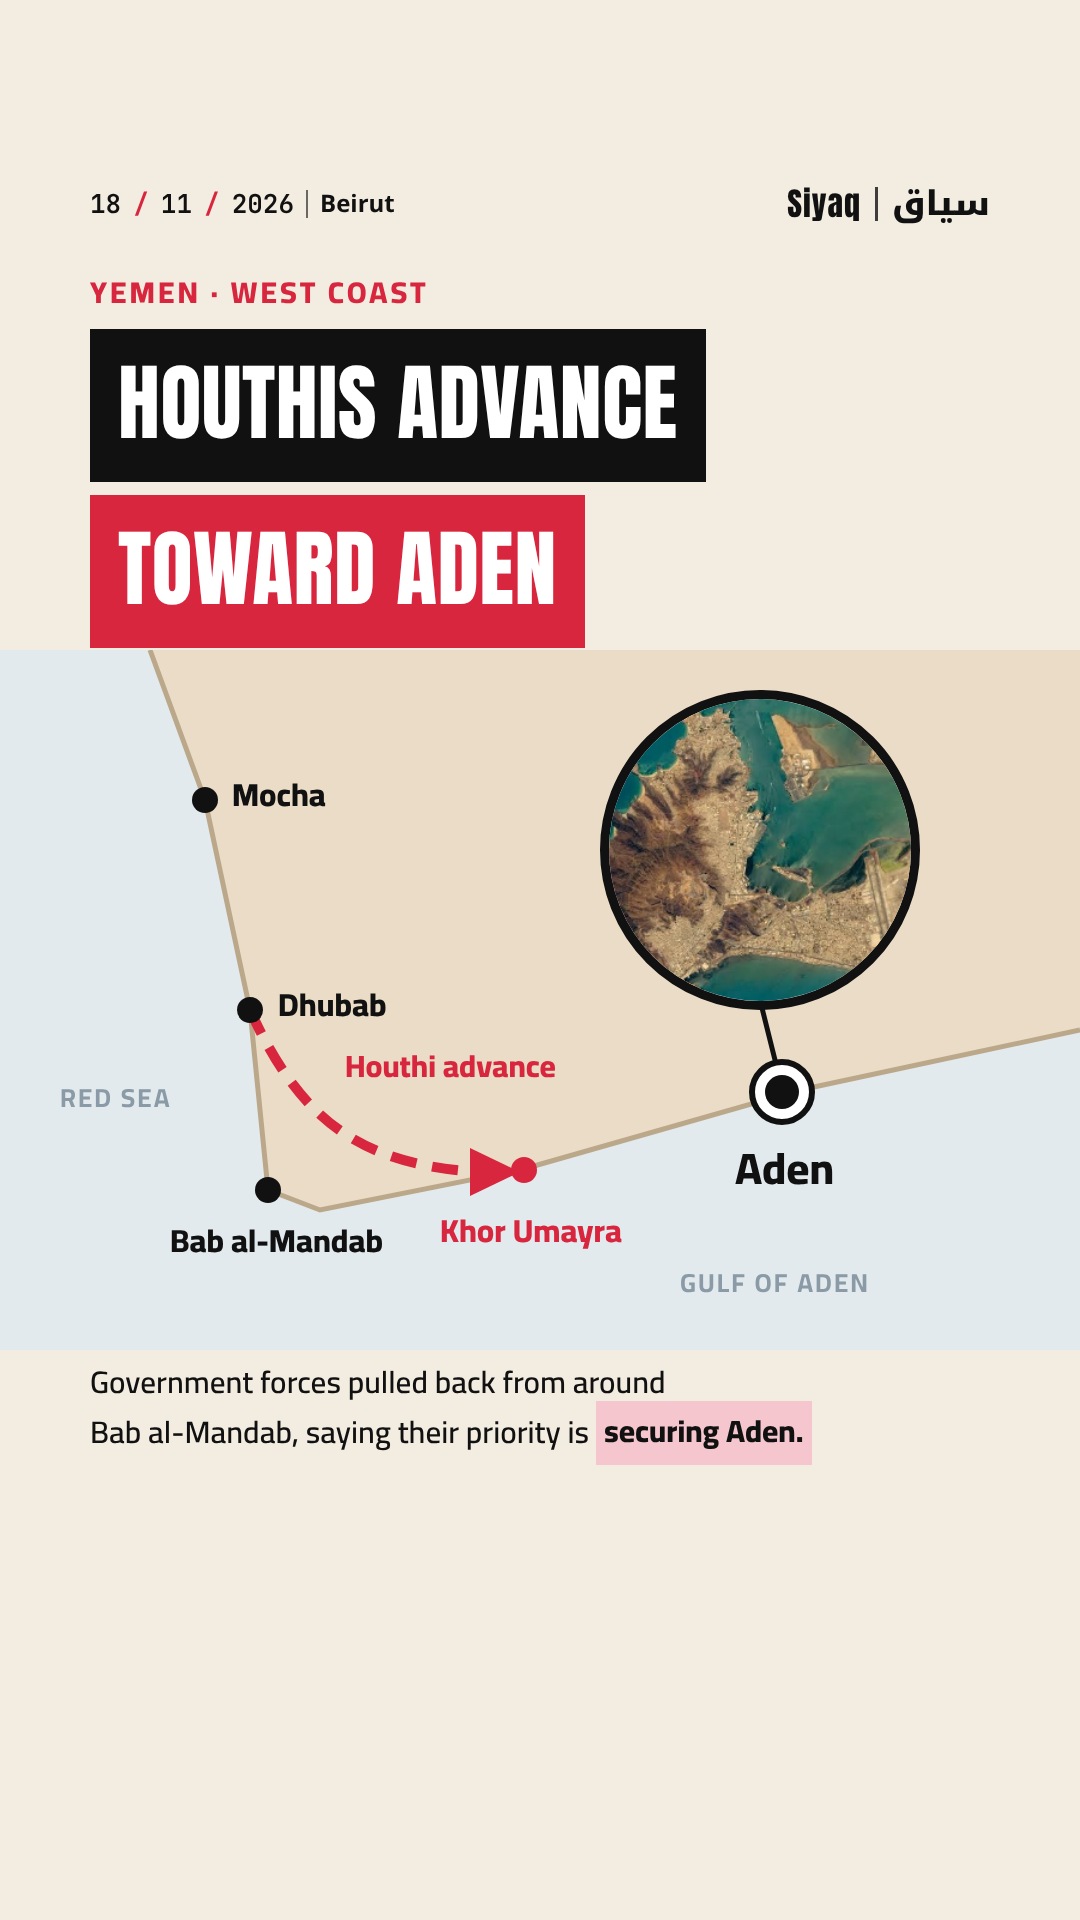 18 / 11 / 2026 | Beirut
Siyaq | سياق
YEMEN · WEST COAST
HOUTHIS ADVANCE
TOWARD ADEN
Mocha
Dhubab
Houthi advance
RED SEA
Aden
Bab al-Mandab
Khor Umayra
GULF OF ADEN
Government forces pulled back from around
Bab al-Mandab, saying their priority is securing Aden.